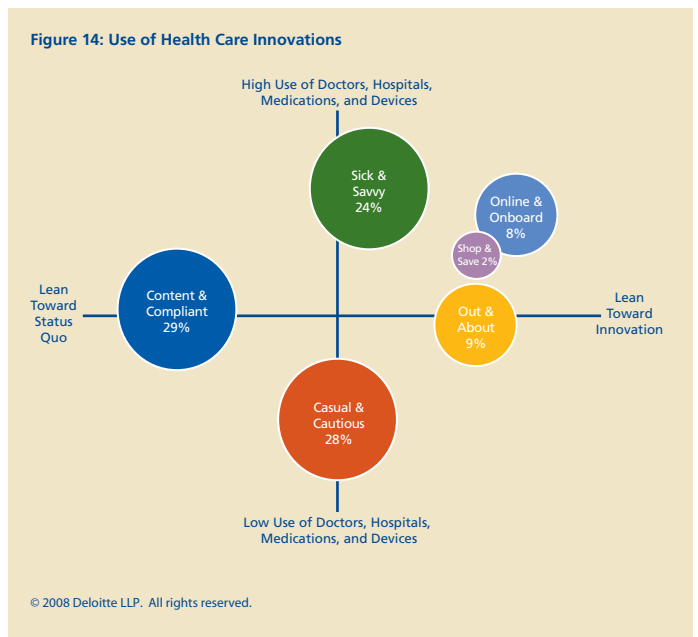 Figure 14: Use of Health Care Innovations
High Use of Doctors, Hospitals,
Medications, and Devices
Sick &
Savvy
24%
Online &
Onboard
8%
Shop &
Save 2%
Lean
Toward
Status
Quo
Content &
Compliant
29%
Out &
About
9%
Lean
Toward
Innovation
Casual &
Cautious
28%
Low Use of Doctors, Hospitals,
Medications, and Devices
© 2008 Deloitte LLP. All rights reserved.